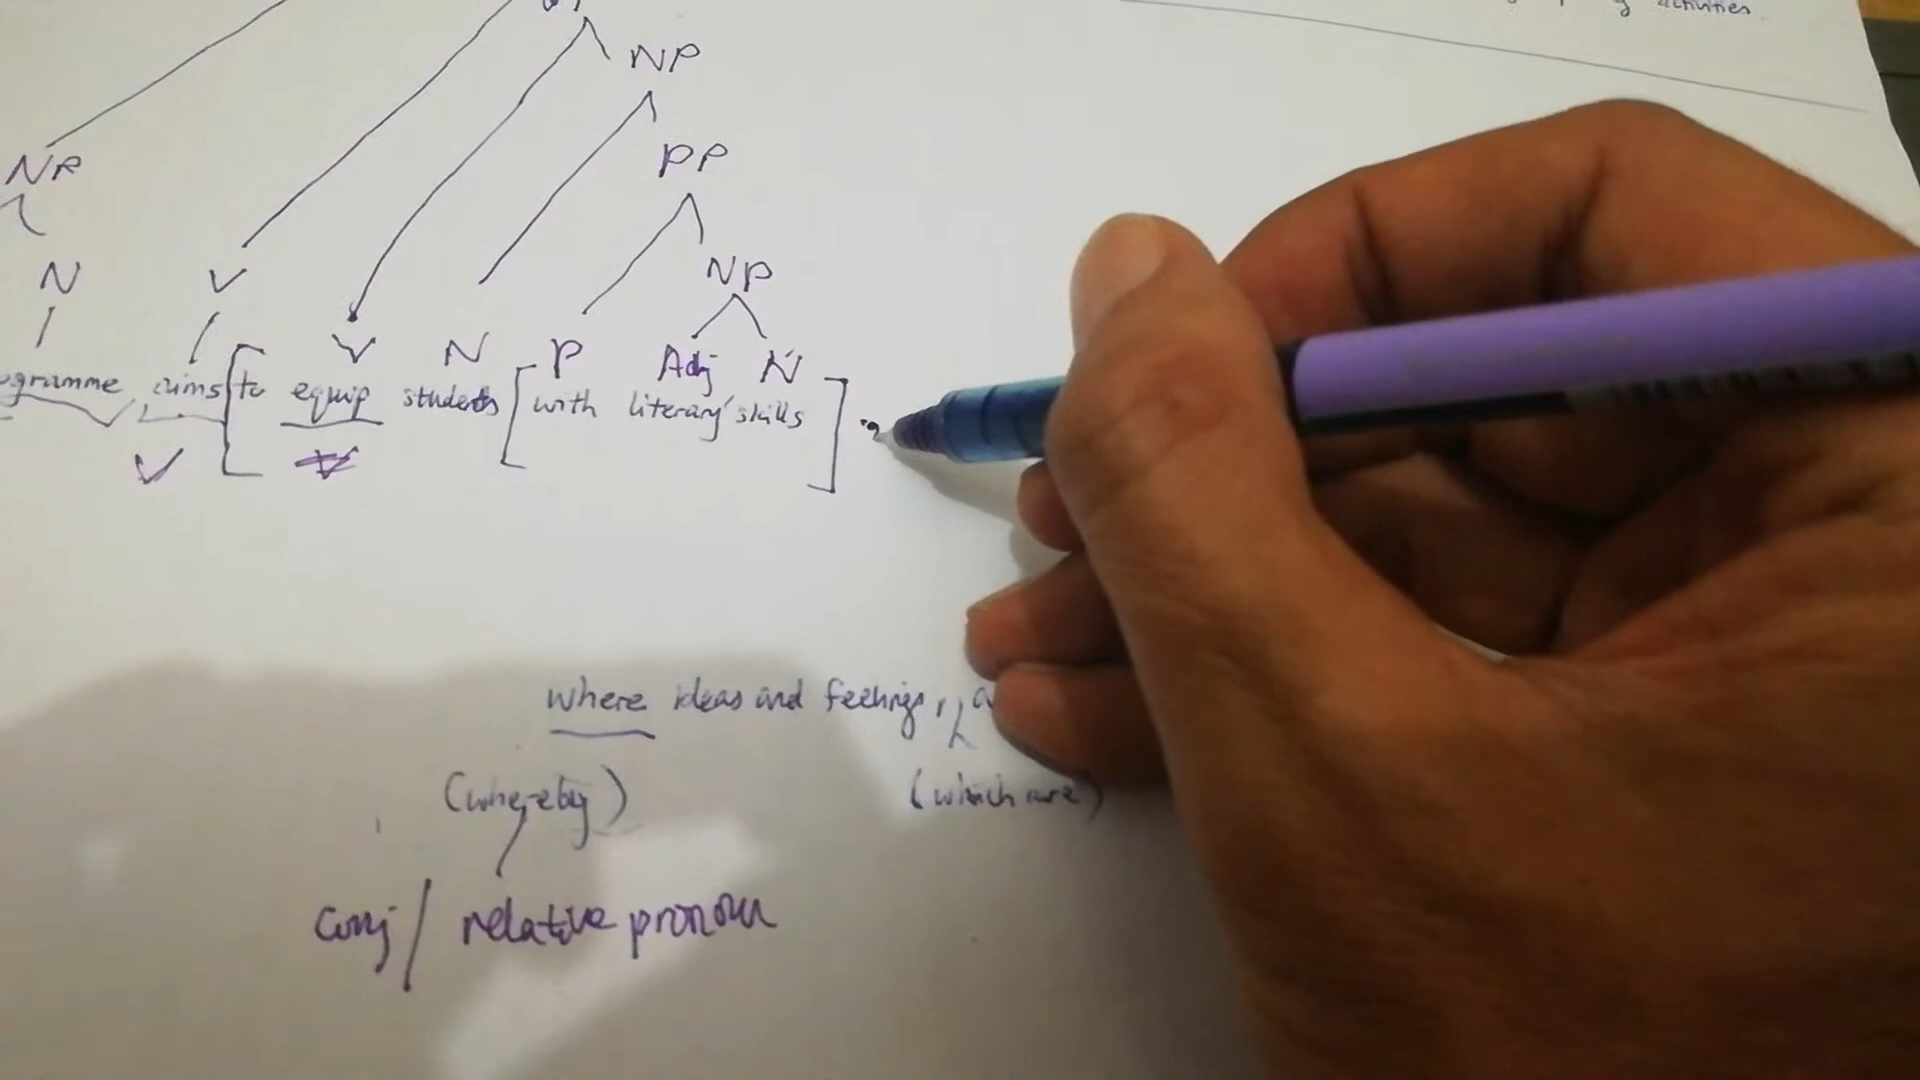 activities
NP
PP
NP
NP
N V
V N P Adj N
ogramme aims to equip students [ with literary skills ]
V V
where ideas and feelings,
(whereby) (which are)
conj / relative pronoun